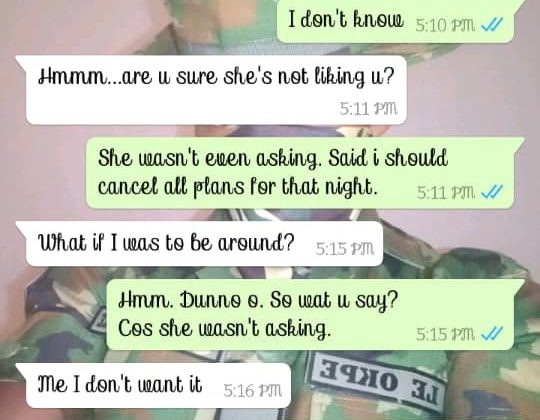 I don't know 5:10 PM
Hmmm...are u sure she's not liking u?
5:11 PM
She wasn't even asking. Said i should
cancel all plans for that night. 5:11 PM
What if I was to be around? 5:15 PM
Hmm. Dunno o. So wat u say?
Cos she wasn't asking. 5:15 PM
LE OKPE
Me I don't want it 5:16 PM